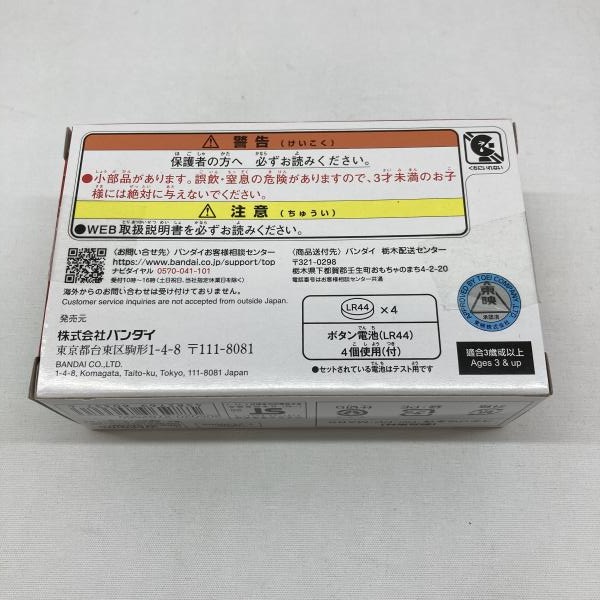 警告(けいこく)
保護者の方へ 必ずお読みください。
●小部品があります。誤飲・窒息の危険がありますので、3才未満のお子
様には絶対に与えないでください。
注意(ちゅうい)
●WEB取扱説明書を必ずお読みください。
くちにいれない
〈お問い合せ先〉バンダイお客様相談センター
https://www.bandai.co.jp/support/top
ナビダイヤル 0570-041-101
受付10時~16時(土日祝日、当社指定休業日を除く)
海外からのお問い合わせは受け付けておりません。
Customer service inquiries are not accepted from outside Japan.
〈商品送付先〉バンダイ 栃木配送センター
〒321-0298
栃木県下都賀郡壬生町おもちゃのまち4-2-20
電話番号はバンダイお客様相談センター共通
発売元
株式会社バンダイ
東京都台東区駒形1-4-8 〒111-8081
BANDAI CO.,LTD.
1-4-8, Komagata, Taito-ku, Tokyo, 111-8081 Japan
LR44 ×4
ボタン電池(LR44)
4個使用(付)
●セットされている電池はテスト用です
APPROVED BY TOEI COMPANY, LTD
東映
承認済
適合3歳以上
Ages 3 & up
ST